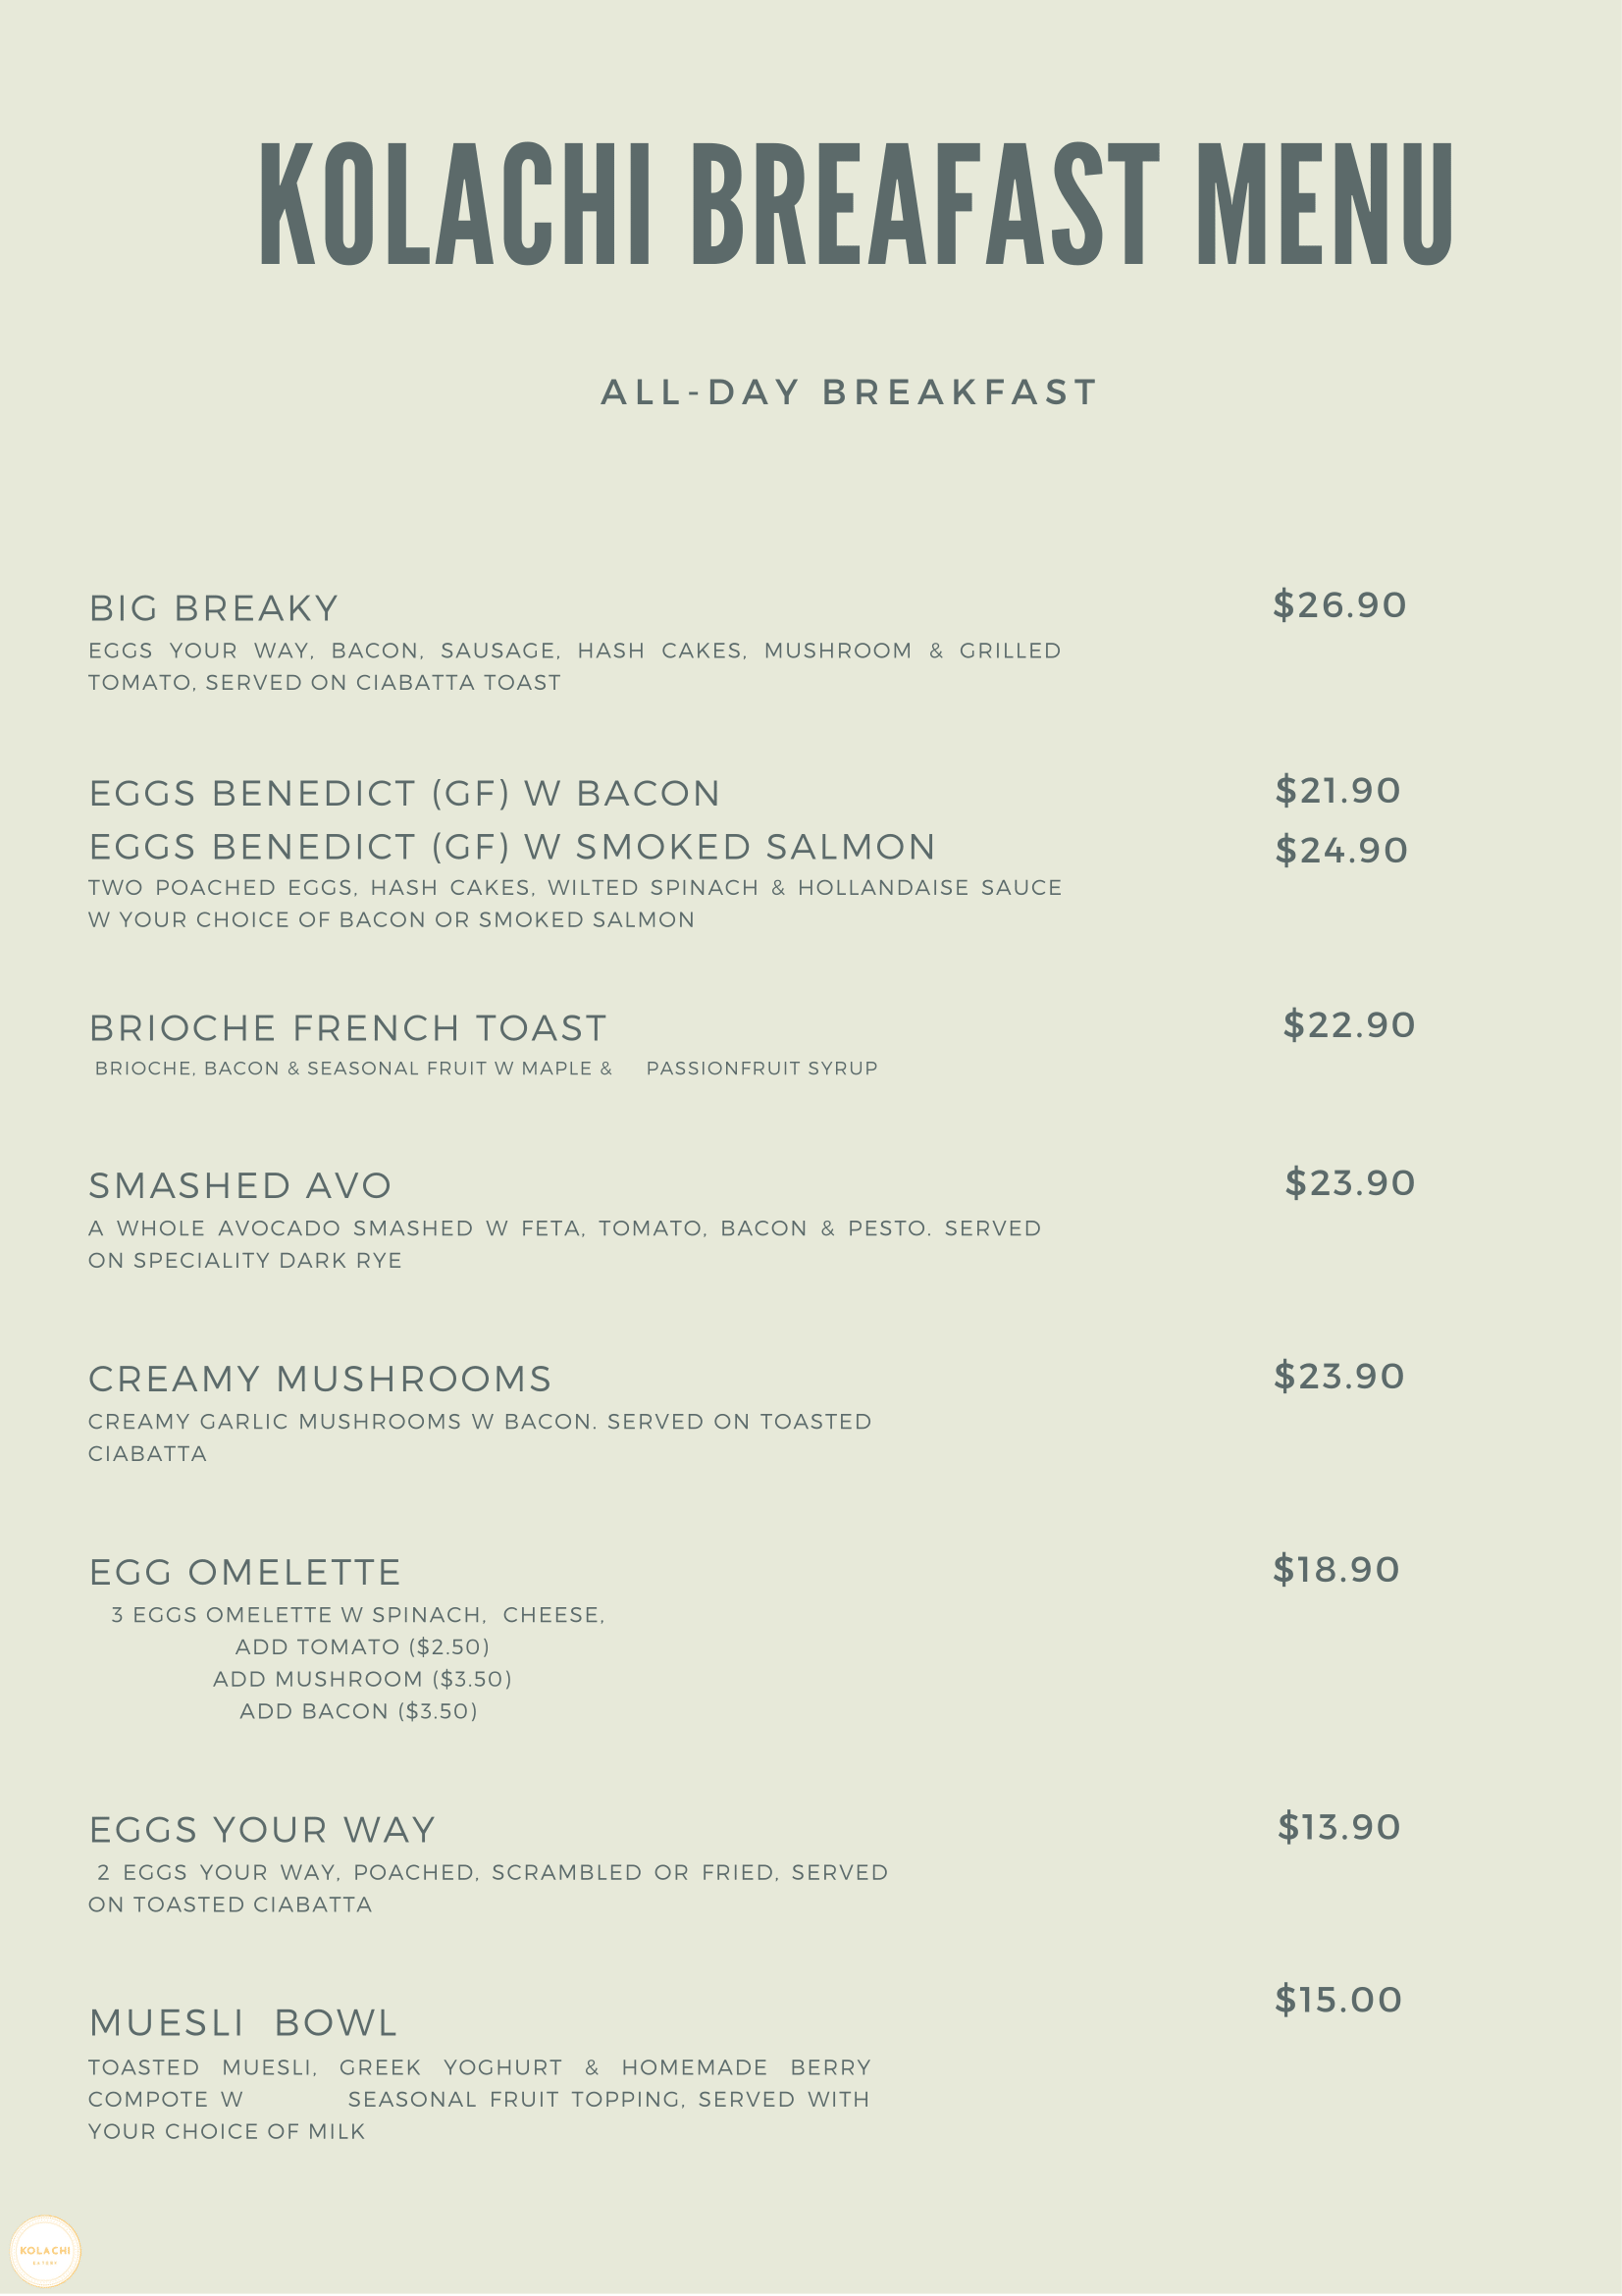 KOLACHI BREAFAST MENU
ALL-DAY BREAKFAST
BIG BREAKY $26.90
EGGS YOUR WAY, BACON, SAUSAGE, HASH CAKES, MUSHROOM & GRILLED
TOMATO, SERVED ON CIABATTA TOAST
EGGS BENEDICT (GF) W BACON $21.90
EGGS BENEDICT (GF) W SMOKED SALMON $24.90
TWO POACHED EGGS, HASH CAKES, WILTED SPINACH & HOLLANDAISE SAUCE
W YOUR CHOICE OF BACON OR SMOKED SALMON
BRIOCHE FRENCH TOAST $22.90
BRIOCHE, BACON & SEASONAL FRUIT W MAPLE & PASSIONFRUIT SYRUP
SMASHED AVO $23.90
A WHOLE AVOCADO SMASHED W FETA, TOMATO, BACON & PESTO. SERVED
ON SPECIALITY DARK RYE
CREAMY MUSHROOMS $23.90
CREAMY GARLIC MUSHROOMS W BACON. SERVED ON TOASTED
CIABATTA
EGG OMELETTE $18.90
3 EGGS OMELETTE W SPINACH, CHEESE,
ADD TOMATO ($2.50)
ADD MUSHROOM ($3.50)
ADD BACON ($3.50)
EGGS YOUR WAY $13.90
2 EGGS YOUR WAY, POACHED, SCRAMBLED OR FRIED, SERVED
ON TOASTED CIABATTA
MUESLI BOWL $15.00
TOASTED MUESLI, GREEK YOGHURT & HOMEMADE BERRY
COMPOTE W SEASONAL FRUIT TOPPING, SERVED WITH
YOUR CHOICE OF MILK
KOLACHI
EATERY